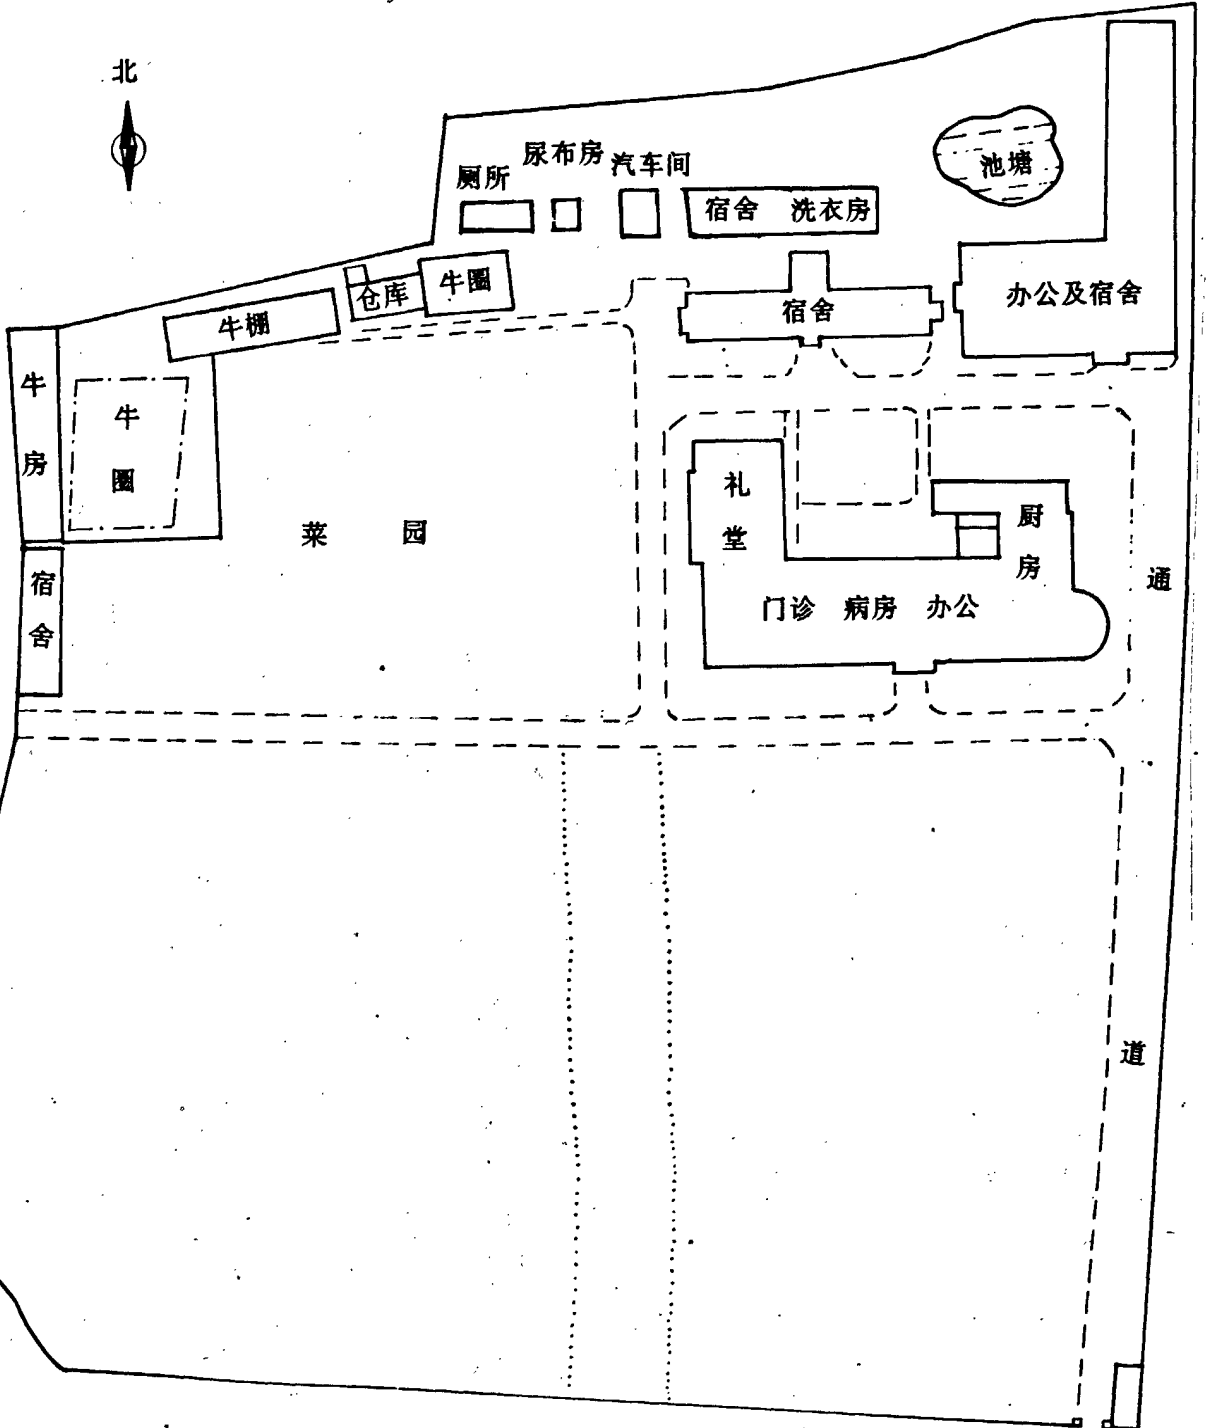 北
厕所
尿布房
汽车间
宿舍 洗衣房
池塘
仓库
牛圈
牛棚
宿舍
办公及宿舍
牛房
牛圈
菜园
礼堂
厨房
宿舍
门诊 病房 办公
通道